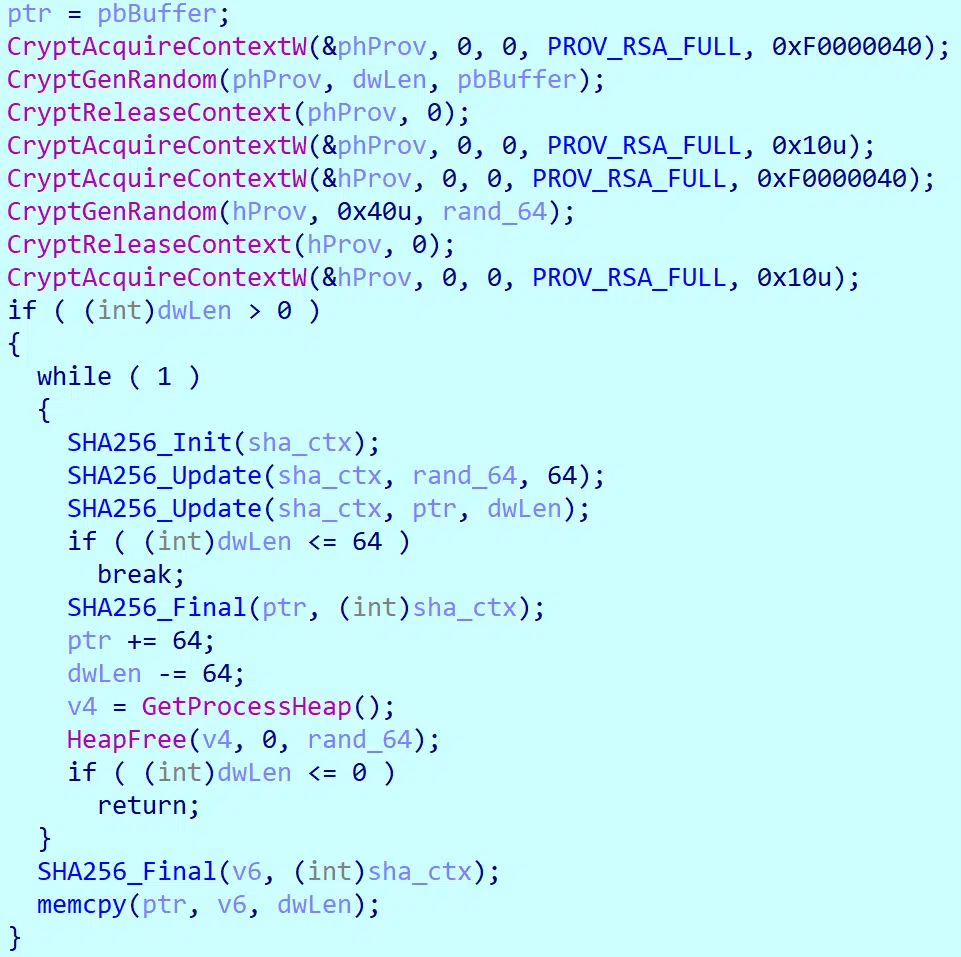 ptr = pbBuffer;
CryptAcquireContextW(&phProv, 0, 0, PROV_RSA_FULL, 0xF0000040);
CryptGenRandom(phProv, dwLen, pbBuffer);
CryptReleaseContext(phProv, 0);
CryptAcquireContextW(&phProv, 0, 0, PROV_RSA_FULL, 0x10u);
CryptAcquireContextW(&hProv, 0, 0, PROV_RSA_FULL, 0xF0000040);
CryptGenRandom(hProv, 0x40u, rand_64);
CryptReleaseContext(hProv, 0);
CryptAcquireContextW(&hProv, 0, 0, PROV_RSA_FULL, 0x10u);
if ( (int)dwLen > 0 )
{
  while ( 1 )
  {
    SHA256_Init(sha_ctx);
    SHA256_Update(sha_ctx, rand_64, 64);
    SHA256_Update(sha_ctx, ptr, dwLen);
    if ( (int)dwLen <= 64 )
      break;
    SHA256_Final(ptr, (int)sha_ctx);
    ptr += 64;
    dwLen -= 64;
    v4 = GetProcessHeap();
    HeapFree(v4, 0, rand_64);
    if ( (int)dwLen <= 0 )
      return;
  }
  SHA256_Final(v6, (int)sha_ctx);
  memcpy(ptr, v6, dwLen);
}